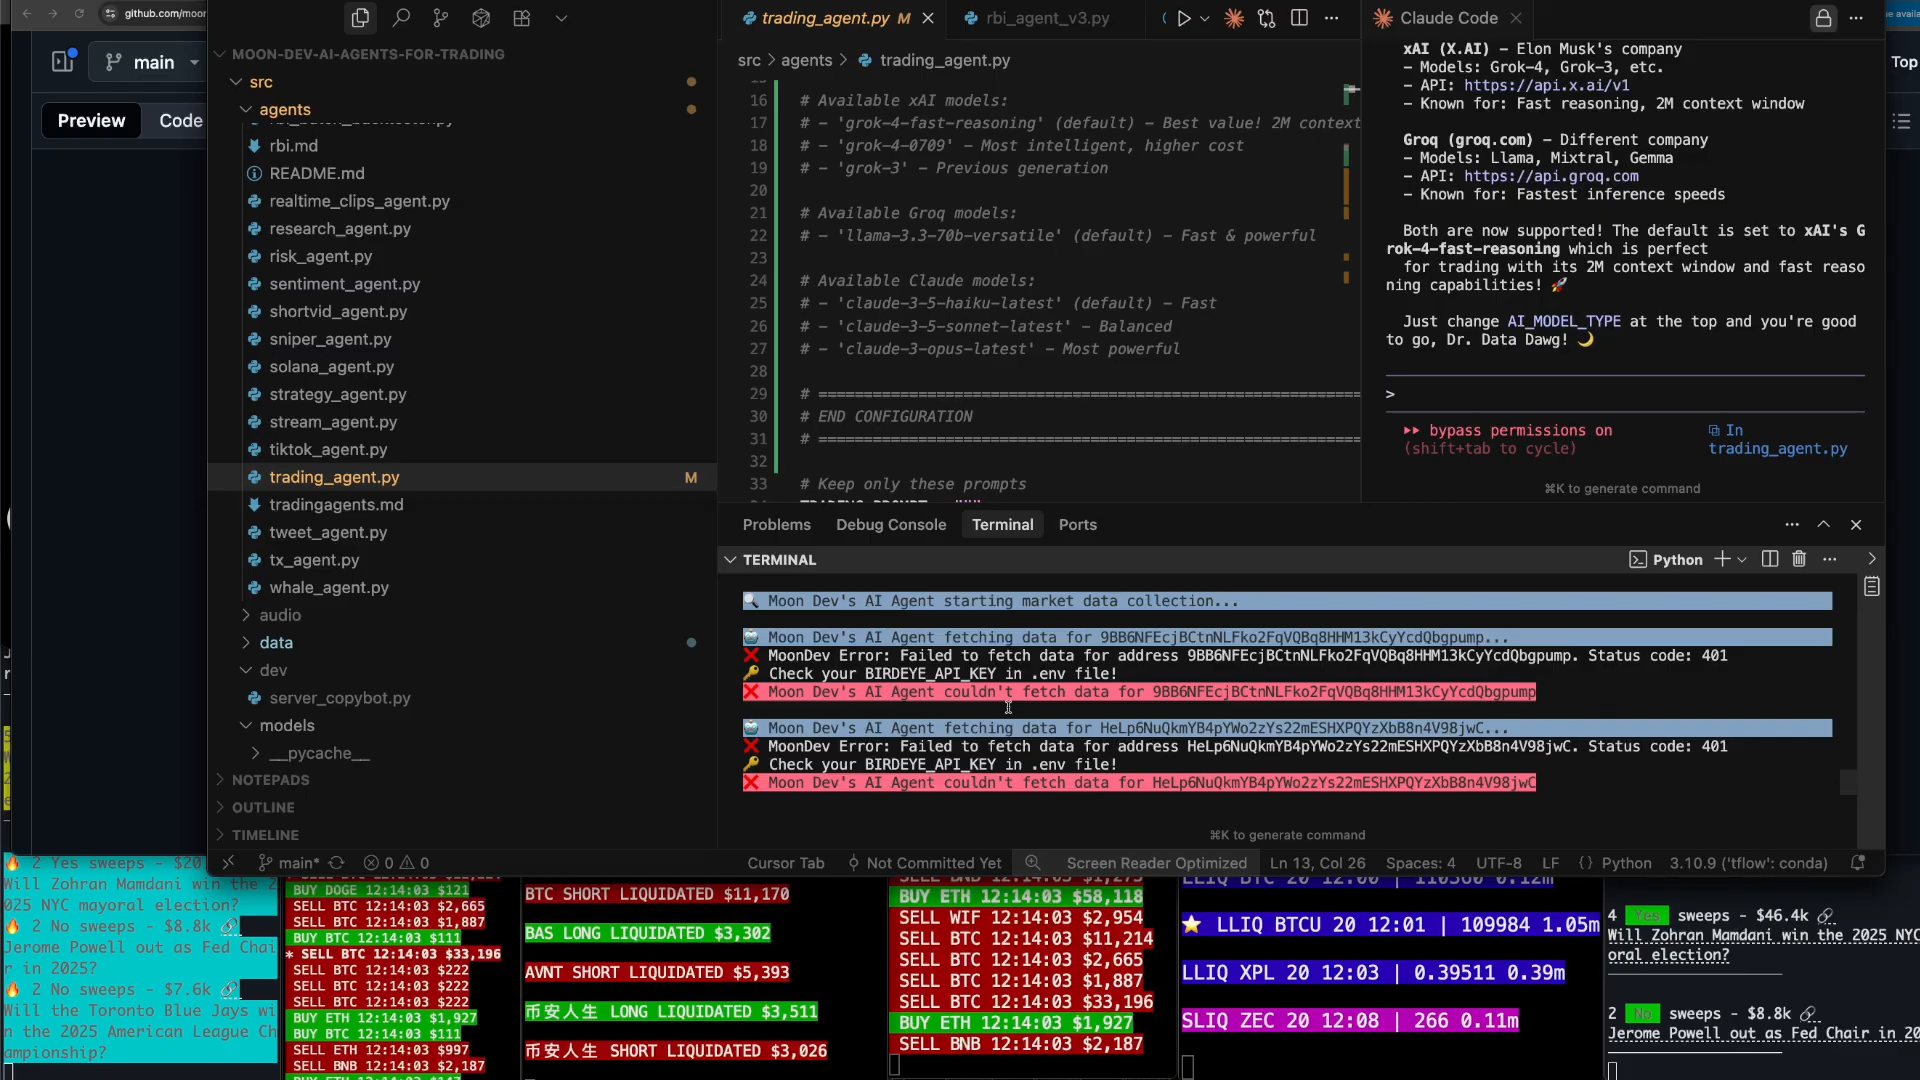 github.com/moor
main
Preview
Code
MOON-DEV-AI-AGENTS-FOR-TRADING
src
agents
rbi.md
README.md
realtime_clips_agent.py
research_agent.py
risk_agent.py
sentiment_agent.py
shortvid_agent.py
sniper_agent.py
solana_agent.py
strategy_agent.py
stream_agent.py
tiktok_agent.py
trading_agent.py M
tradingagents.md
tweet_agent.py
tx_agent.py
whale_agent.py
audio
data
dev
server_copybot.py
models
__pycache__
NOTEPADS
OUTLINE
TIMELINE
trading_agent.py M
rbi_agent_v3.py
src > agents > trading_agent.py
16 # Available xAI models:
17 # - 'grok-4-fast-reasoning' (default) - Best value! 2M context
18 # - 'grok-4-0709' - Most intelligent, higher cost
19 # - 'grok-3' - Previous generation
20
21 # Available Groq models:
22 # - 'llama-3.3-70b-versatile' (default) - Fast & powerful
23
24 # Available Claude models:
25 # - 'claude-3-5-haiku-latest' (default) - Fast
26 # - 'claude-3-5-sonnet-latest' - Balanced
27 # - 'claude-3-opus-latest' - Most powerful
28
29 # ============================================================
30 # END CONFIGURATION
31 # ============================================================
32
33 # Keep only these prompts
Claude Code
xAI (X.AI) - Elon Musk's company
- Models: Grok-4, Grok-3, etc.
- API: https://api.x.ai/v1
- Known for: Fast reasoning, 2M context window
Groq (groq.com) - Different company
- Models: Llama, Mixtral, Gemma
- API: https://api.groq.com
- Known for: Fastest inference speeds
Both are now supported! The default is set to xAI's G
rok-4-fast-reasoning which is perfect
for trading with its 2M context window and fast reaso
ning capabilities! 🚀
Just change AI_MODEL_TYPE at the top and you're good
to go, Dr. Data Dawg! 🌙
>
bypass permissions on
(shift+tab to cycle)
In
trading_agent.py
⌘K to generate command
Top
Problems Debug Console Terminal Ports
TERMINAL
Python
🔍 Moon Dev's AI Agent starting market data collection...
🤖 Moon Dev's AI Agent fetching data for 9BB6NFEcjBCtnNLFko2FqVQBq8HHM13kCyYcdQbgpump...
❌ MoonDev Error: Failed to fetch data for address 9BB6NFEcjBCtnNLFko2FqVQBq8HHM13kCyYcdQbgpump. Status code: 401
🔑 Check your BIRDEYE_API_KEY in .env file!
❌ Moon Dev's AI Agent couldn't fetch data for 9BB6NFEcjBCtnNLFko2FqVQBq8HHM13kCyYcdQbgpump
🤖 Moon Dev's AI Agent fetching data for HeLp6NuQkmYB4pYWo2zYs22mESHXPQYzXbB8n4V98jwC...
❌ MoonDev Error: Failed to fetch data for address HeLp6NuQkmYB4pYWo2zYs22mESHXPQYzXbB8n4V98jwC. Status code: 401
🔑 Check your BIRDEYE_API_KEY in .env file!
❌ Moon Dev's AI Agent couldn't fetch data for HeLp6NuQkmYB4pYWo2zYs22mESHXPQYzXbB8n4V98jwC
⌘K to generate command
main* 0 0
Cursor Tab Not Committed Yet Screen Reader Optimized Ln 13, Col 26 Spaces: 4 UTF-8 LF Python 3.10.9 ('tflow': conda)
🔥 2 Yes sweeps - $20
Will Zohran Mamdani win the 2
025 NYC mayoral election?
🔥 2 No sweeps - $8.8k 🔗
Jerome Powell out as Fed Chai
r in 2025?
🔥 2 No sweeps - $7.6k 🔗
Will the Toronto Blue Jays wi
n the 2025 American League Ch
ampionship?
BUY DOGE 12:14:03 $121
SELL BTC 12:14:03 $2,665
SELL BTC 12:14:03 $1,887
BUY BTC 12:14:03 $111
* SELL BTC 12:14:03 $33,196
SELL BTC 12:14:03 $222
SELL BTC 12:14:03 $222
SELL BTC 12:14:03 $222
BUY ETH 12:14:03 $1,927
BUY BTC 12:14:03 $111
SELL ETH 12:14:03 $997
SELL BNB 12:14:03 $2,187
BTC SHORT LIQUIDATED $11,170
BAS LONG LIQUIDATED $3,302
AVNT SHORT LIQUIDATED $5,393
币安人生 LONG LIQUIDATED $3,511
币安人生 SHORT LIQUIDATED $3,026
BUY ETH 12:14:03 $58,118
SELL WIF 12:14:03 $2,954
SELL BTC 12:14:03 $11,214
SELL BTC 12:14:03 $2,665
SELL BTC 12:14:03 $1,887
SELL BTC 12:14:03 $33,196
BUY ETH 12:14:03 $1,927
SELL BNB 12:14:03 $2,187
LLIQ BTC 20 12:00 | 110360 0.12m
⭐ LLIQ BTCU 20 12:01 | 109984 1.05m
LLIQ XPL 20 12:03 | 0.39511 0.39m
SLIQ ZEC 20 12:08 | 266 0.11m
4 Yes sweeps - $46.4k 🔗
Will Zohran Mamdani win the 2025 NYC
oral election?
2 No sweeps - $8.8k 🔗
Jerome Powell out as Fed Chair in 20